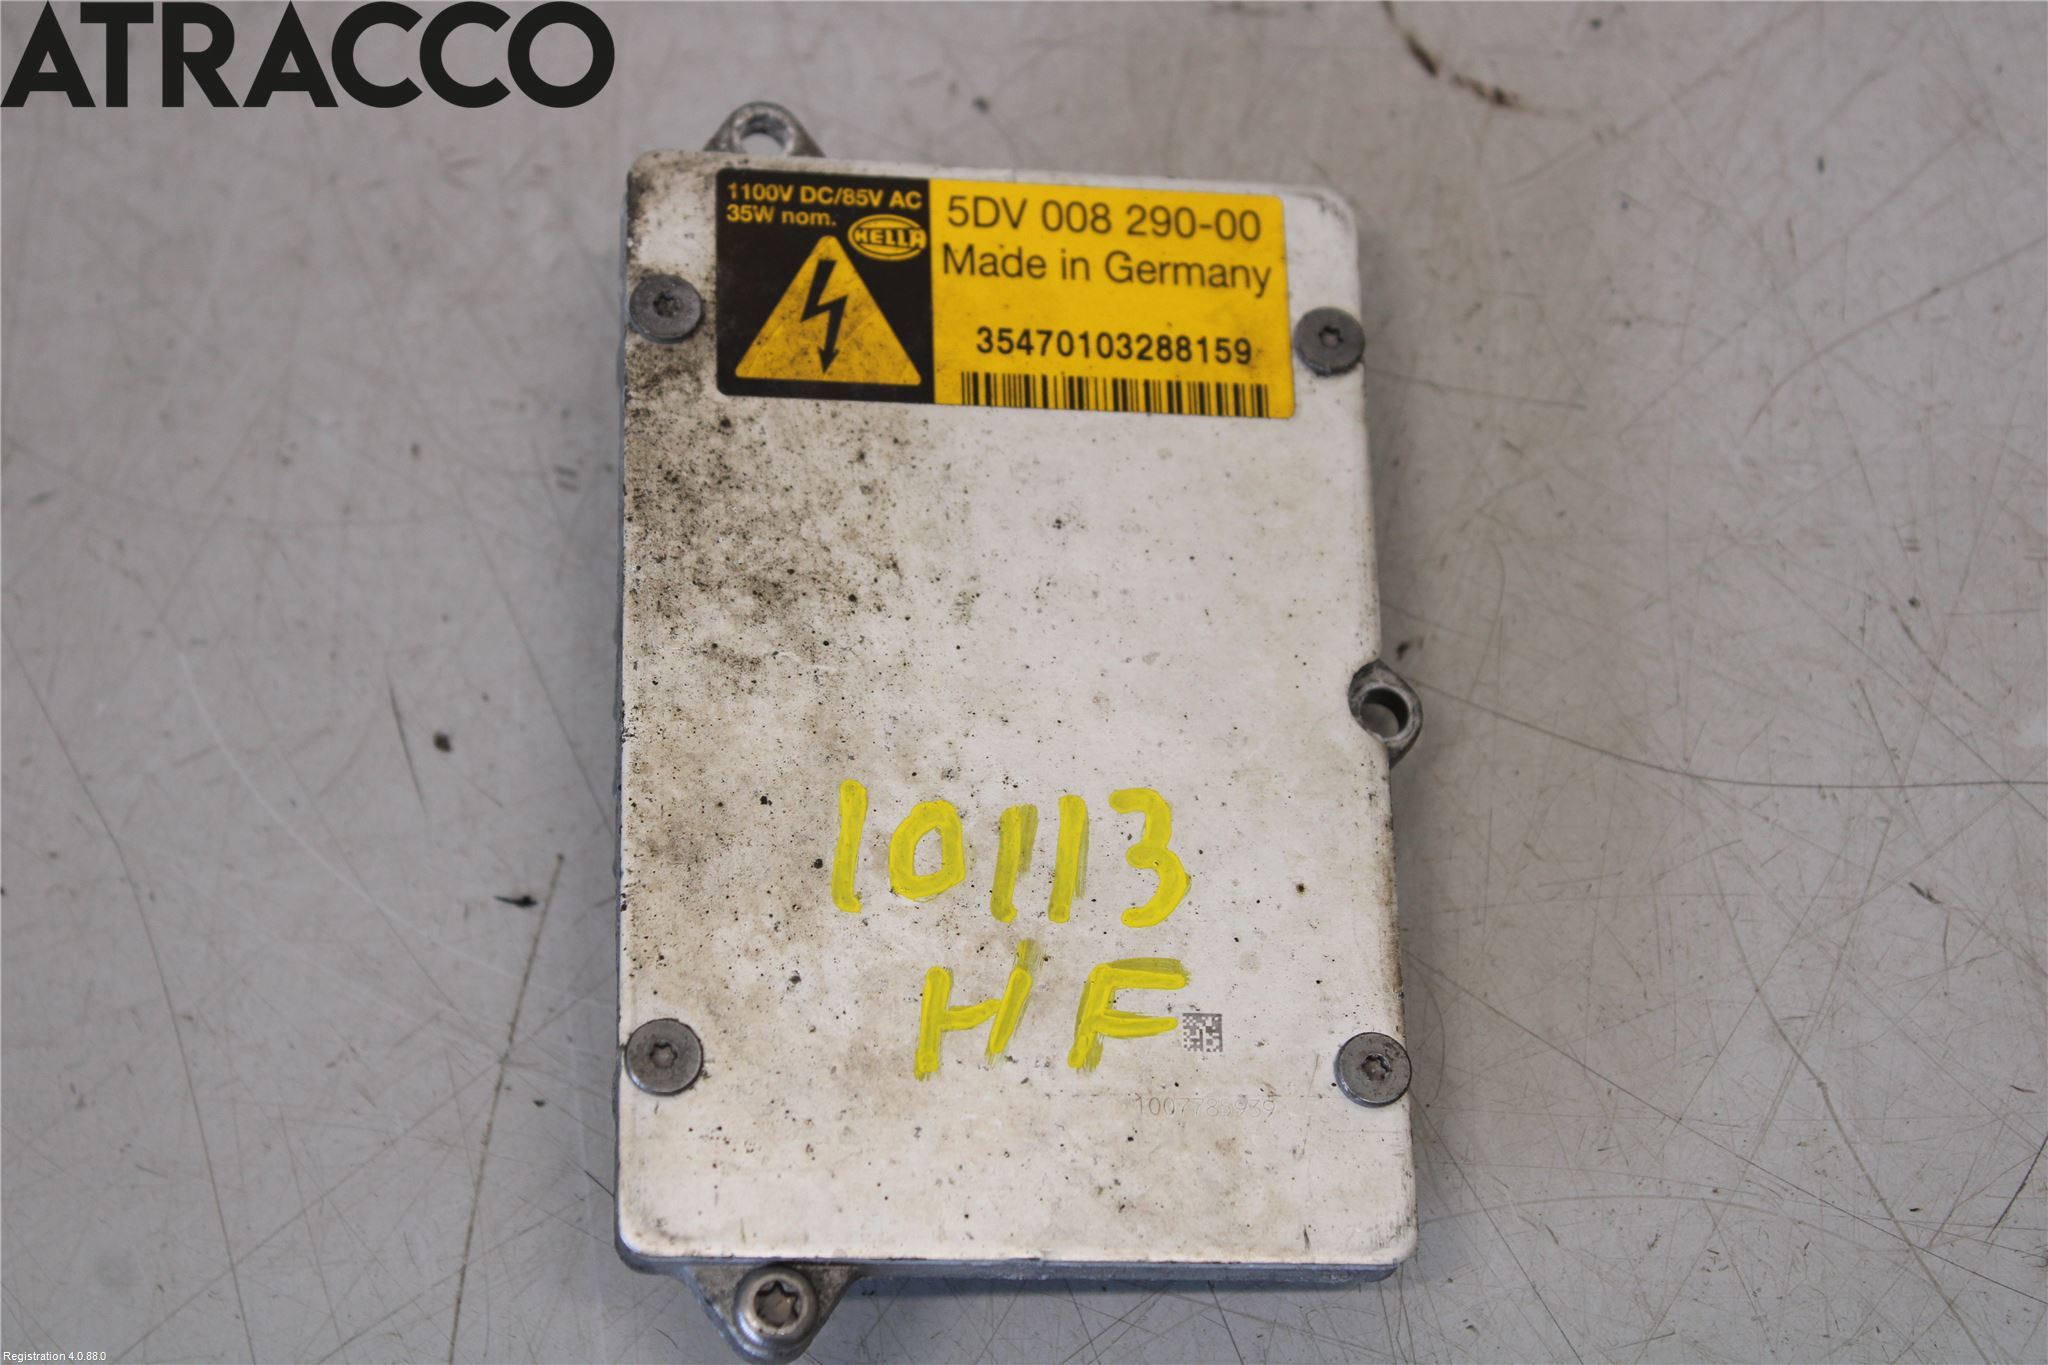 ATRACCO
1100V DC/85V AC
35W nom.
HELLA
5DV 008 290-00
Made in Germany
35470103288159
10113
HF
1007785939
Registration 4.0.88.0